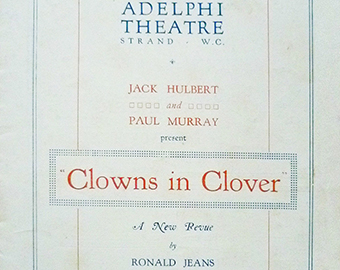 ADELPHI
THEATRE
STRAND - W.C.
JACK HULBERT
and
PAUL MURRAY
present
"Clowns in Clover"
A New Revue
by
RONALD JEANS